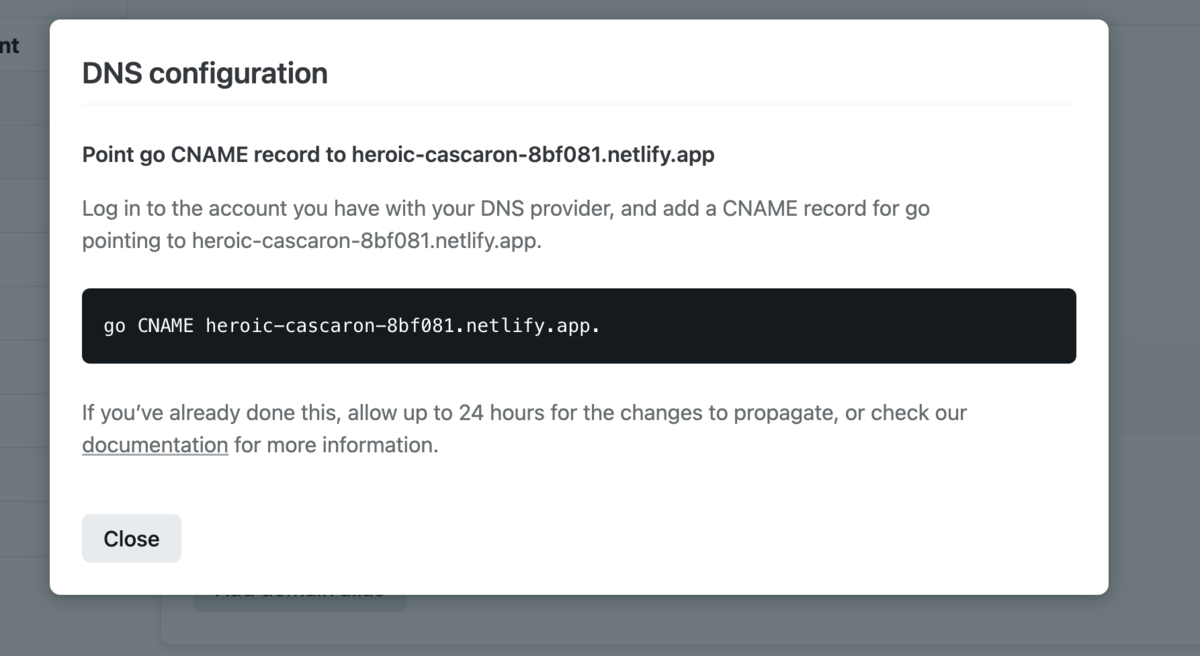 nt
DNS configuration
Point go CNAME record to heroic-cascaron-8bf081.netlify.app
Log in to the account you have with your DNS provider, and add a CNAME record for go
pointing to heroic-cascaron-8bf081.netlify.app.
go CNAME heroic-cascaron-8bf081.netlify.app.
If you’ve already done this, allow up to 24 hours for the changes to propagate, or check our
documentation for more information.
Close